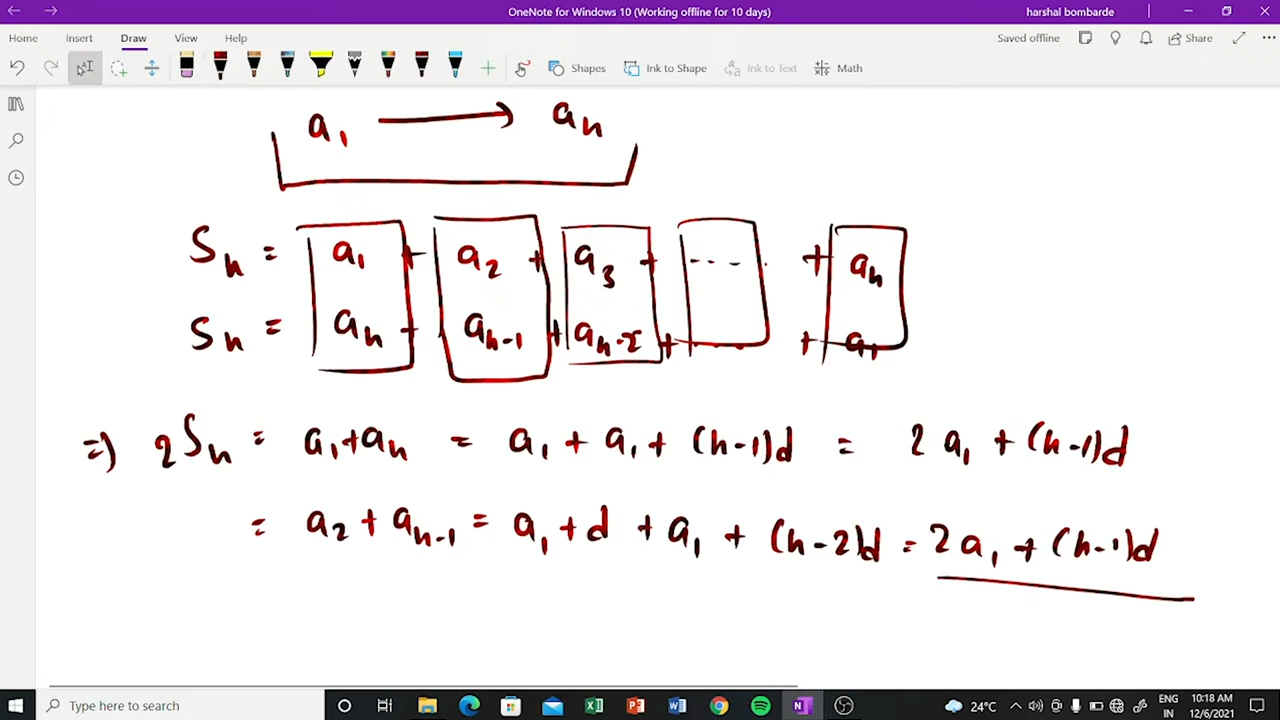 OneNote for Windows 10 (Working offline for 10 days)
harshal bombarde
Home Insert Draw View Help
Saved offline Share
Shapes Ink to Shape Ink to Text Math
a₁ → aₙ
Sₙ = a₁ + a₂ + a₃ + ---- + aₙ
Sₙ = aₙ + aₙ₋₁ + aₙ₋₂ + + a₁
⇒) 2Sₙ = a₁+aₙ = a₁ + a₁ + (n-1)d = 2a₁ + (n-1)d
= a₂ + aₙ₋₁ = a₁ + d + a₁ + (n-2)d = 2a₁ + (n-1)d
Type here to search
24°C
ENG
IN
10:18 AM
12/6/2021